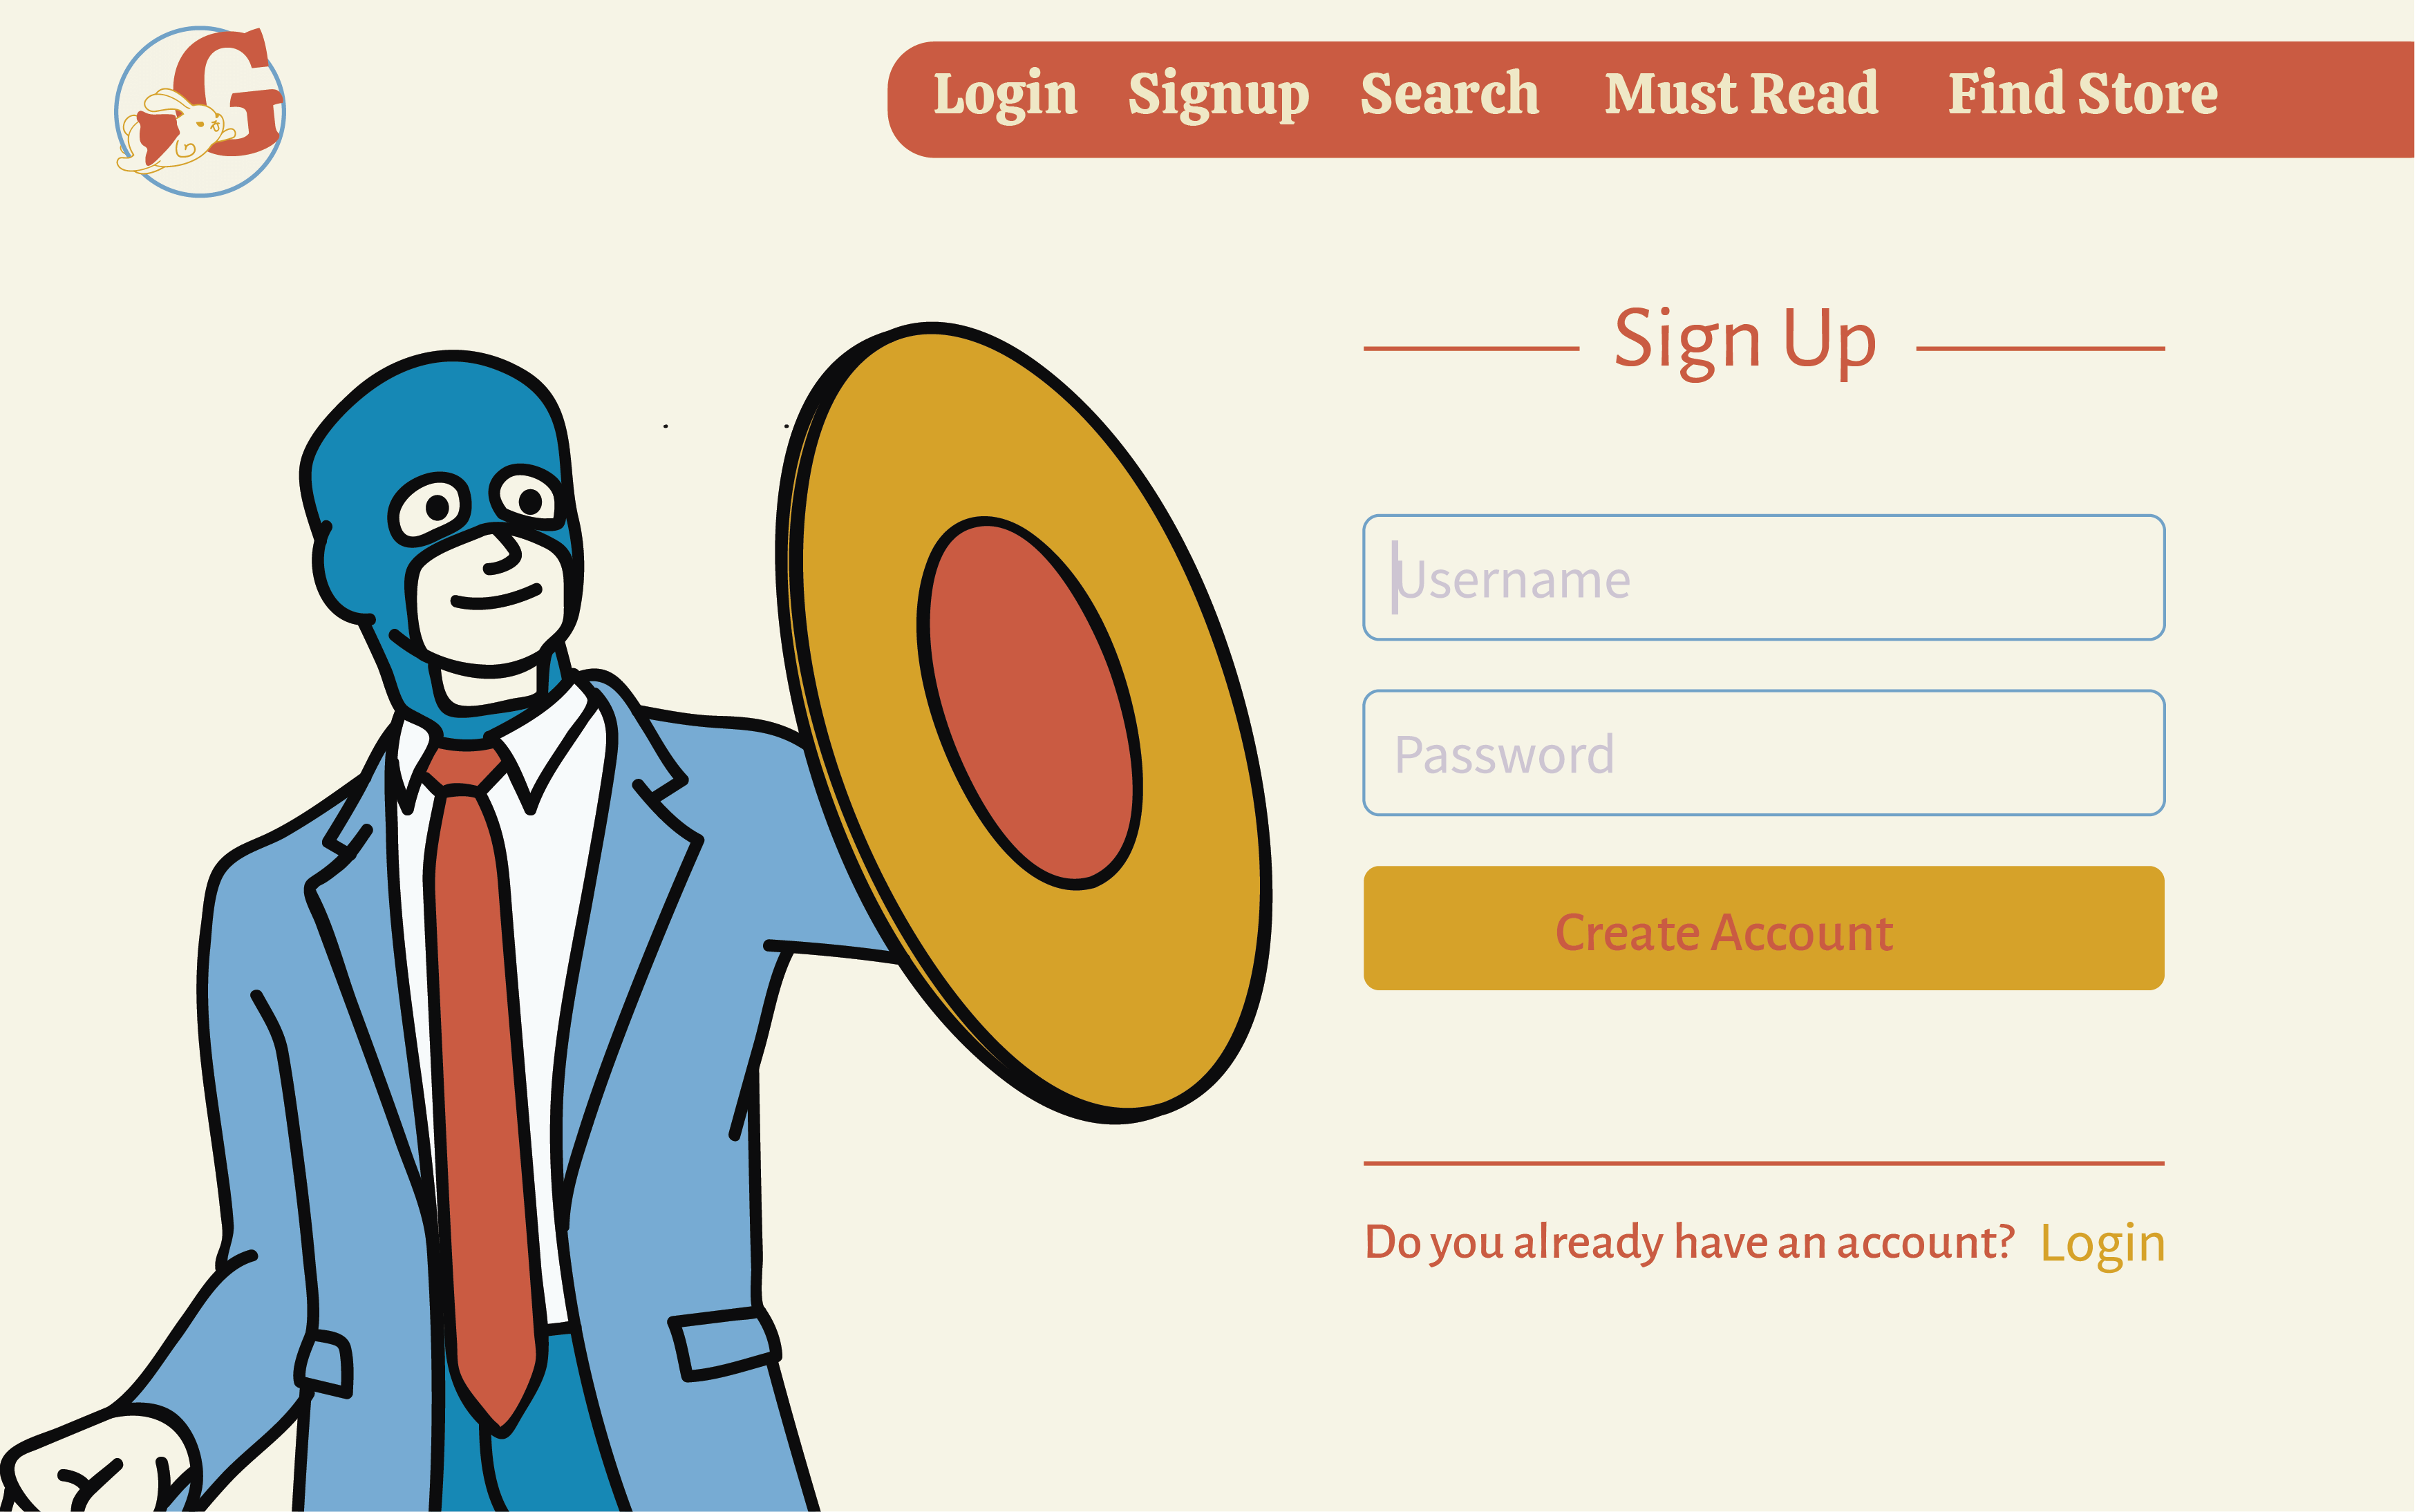 G
Login Signup Search Must Read Find Store
Sign Up
Username
Password
Create Account
Do you already have an account? Login